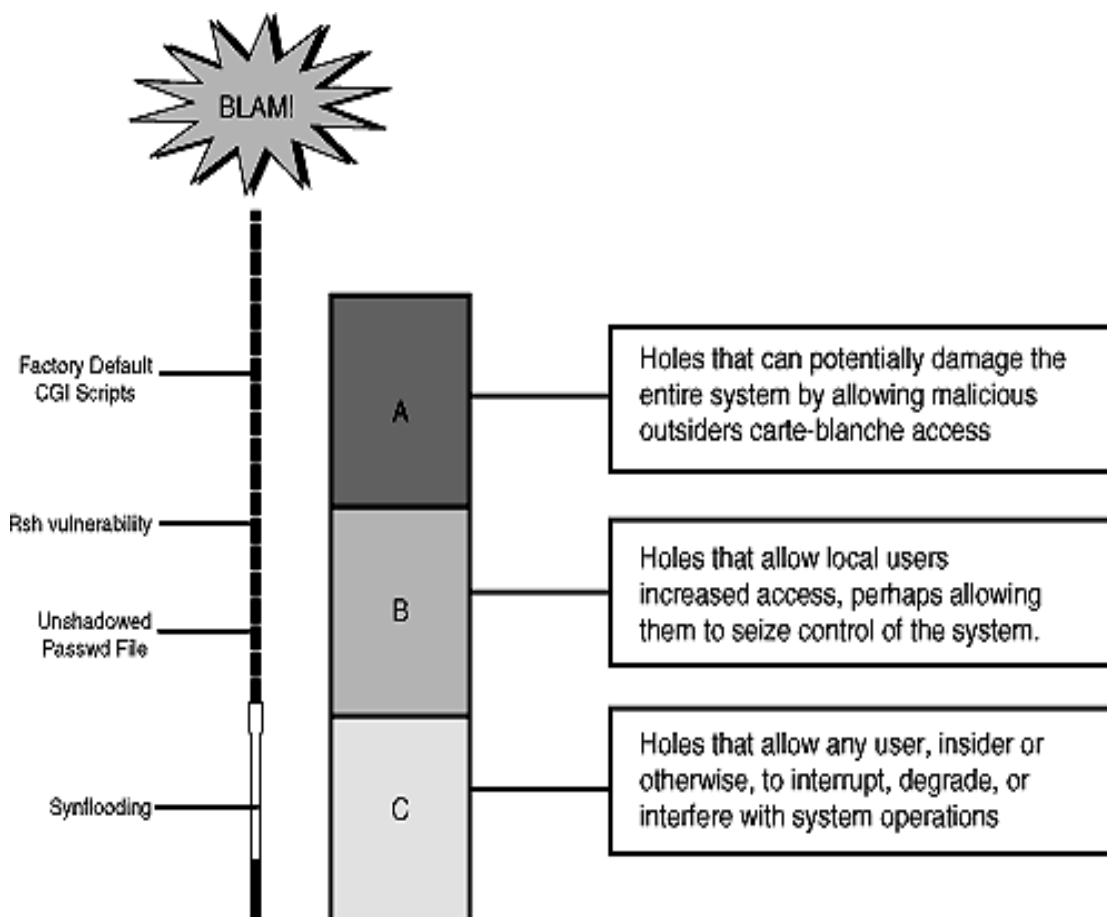 BLAM!
Factory Default
CGI Scripts
Rsh vulnerability
Unshadowed
Passwd File
Synflooding
A
B
C
Holes that can potentially damage the
entire system by allowing malicious
outsiders carte-blanche access
Holes that allow local users
increased access, perhaps allowing
them to seize control of the system.
Holes that allow any user, insider or
otherwise, to interrupt, degrade, or
interfere with system operations